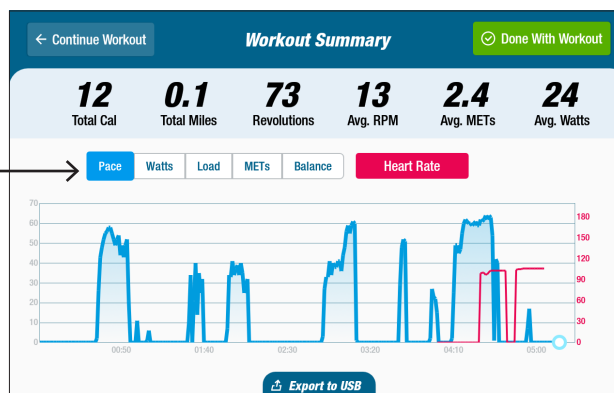 ← Continue Workout
Workout Summary
Done With Workout
12 0.1 73 13 2.4 24
Total Cal Total Miles Revolutions Avg. RPM Avg. METs Avg. Watts
Pace Watts Load METs Balance Heart Rate
70
60
50
40
30
20
10
0
180
150
120
90
60
30
0
00:50 01:40 02:30 03:20 04:10 05:00
Export to USB